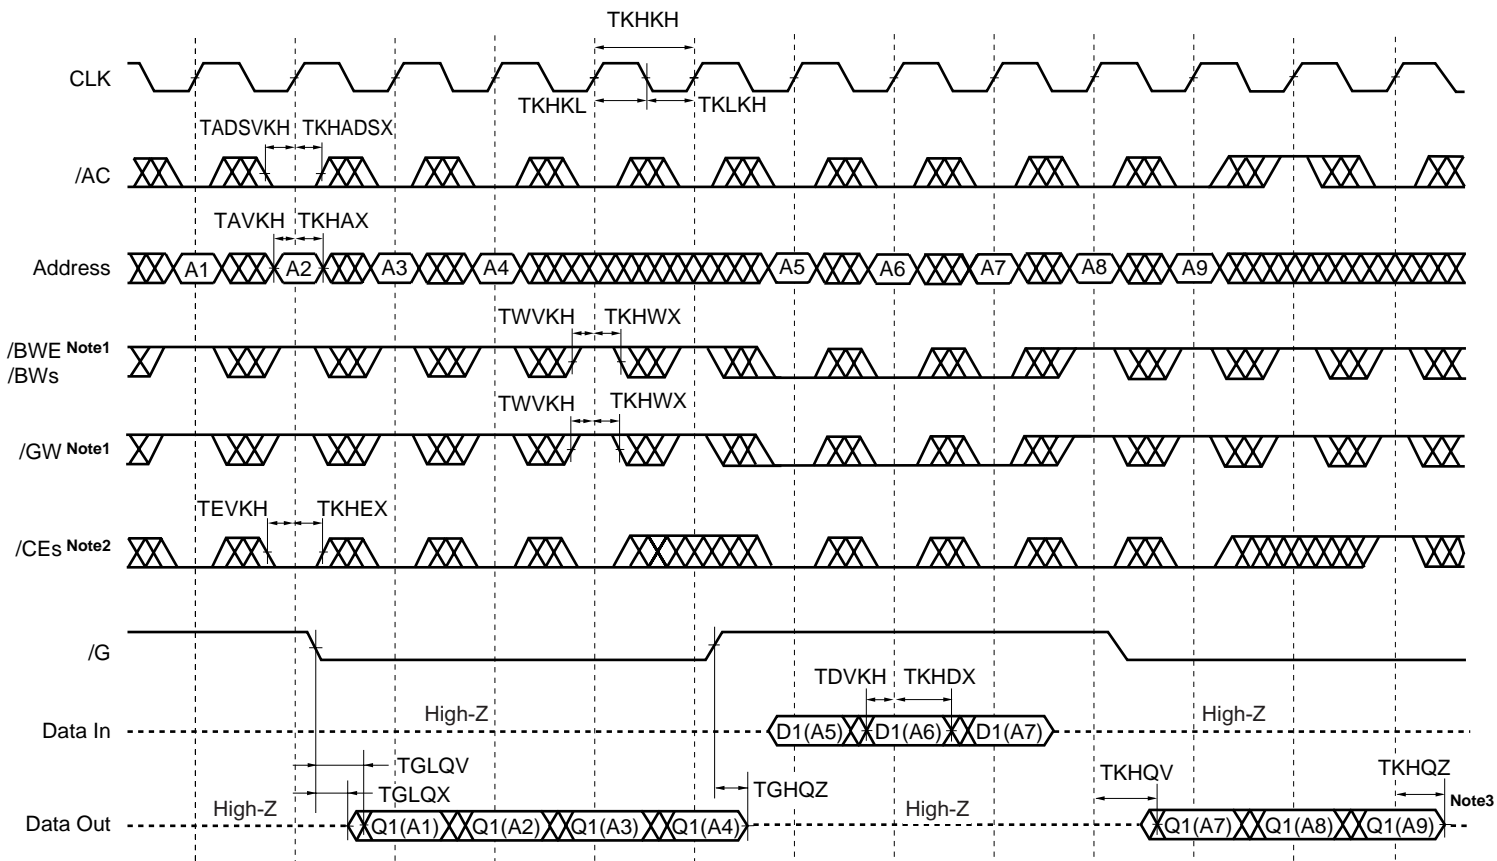 TKHKH
CLK
TKHKL
TKLKH
TADSVKH
TKHADSX
/AC
TAVKH
TKHAX
Address
A1
A2
A3
A4
A5
A6
A7
A8
A9
TWVKH
TKHWX
/BWE Note1
/BWs
TWVKH
TKHWX
/GW Note1
TEVKH
TKHEX
/CEs Note2
/G
TDVKH
TKHDX
High-Z
High-Z
Data In
D1(A5)
D1(A6)
D1(A7)
TGLQV
TGLQX
TGHQZ
TKHQV
TKHQZ
High-Z
High-Z
Note3
Data Out
Q1(A1)
Q1(A2)
Q1(A3)
Q1(A4)
Q1(A7)
Q1(A8)
Q1(A9)